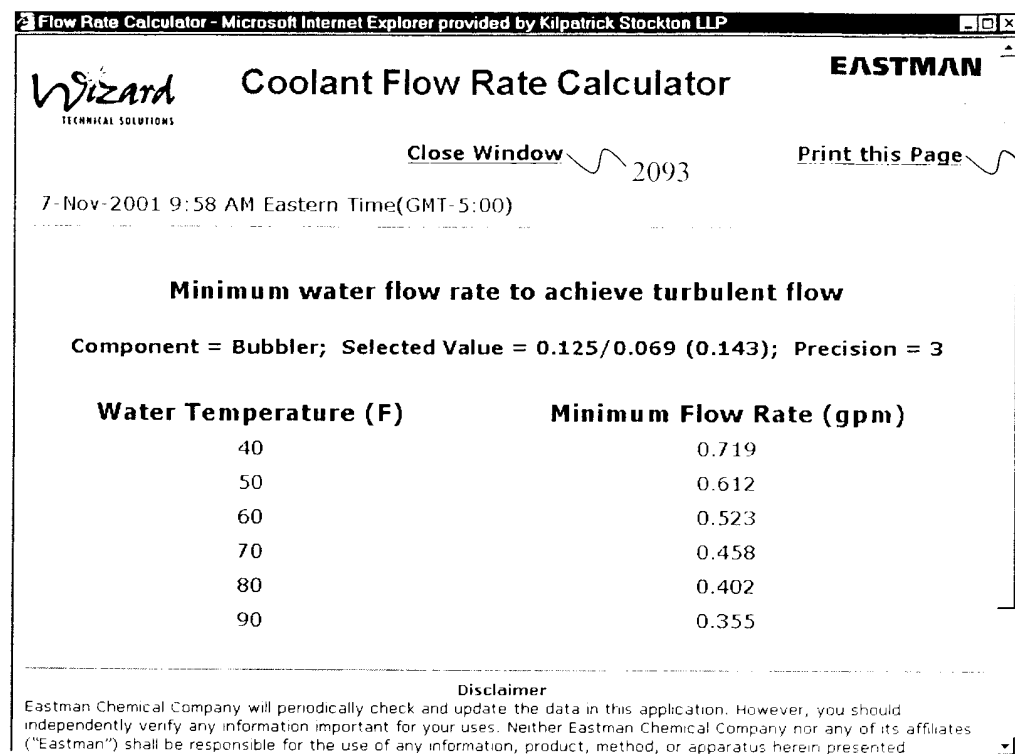 Flow Rate Calculator - Microsoft Internet Explorer provided by Kilpatrick Stockton LLP
Wizard
TECHNICAL SOLUTIONS
Coolant Flow Rate Calculator
EASTMAN
Close Window 2093 Print this Page
7-Nov-2001 9:58 AM Eastern Time(GMT-5:00)
Minimum water flow rate to achieve turbulent flow
Component = Bubbler; Selected Value = 0.125/0.069 (0.143); Precision = 3
Water Temperature (F) Minimum Flow Rate (gpm)
40 0.719
50 0.612
60 0.523
70 0.458
80 0.402
90 0.355
Disclaimer
Eastman Chemical Company will periodically check and update the data in this application. However, you should
independently verify any information important for your uses. Neither Eastman Chemical Company nor any of its affiliates
("Eastman") shall be responsible for the use of any information, product, method, or apparatus herein presented